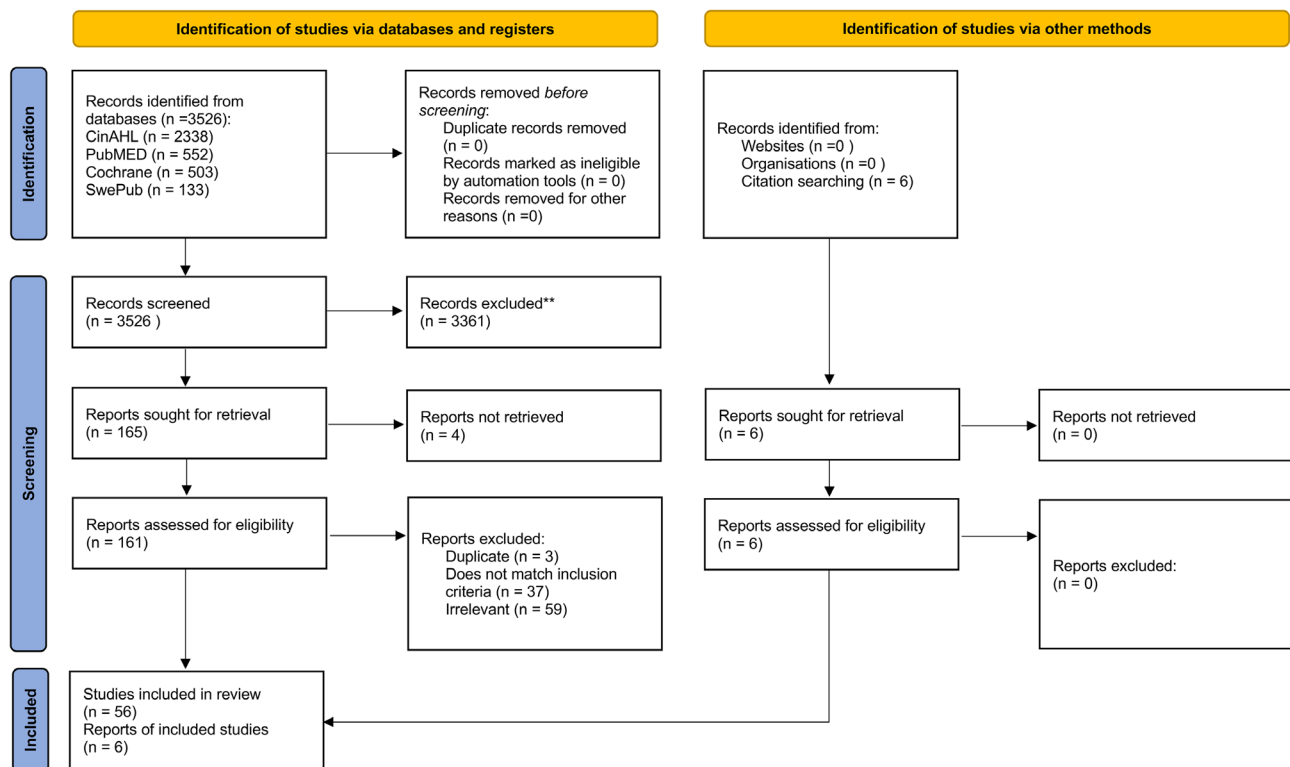 Identification of studies via databases and registers
Identification of studies via other methods
Identification
Records identified from
databases (n =3526):
CinAHL (n = 2338)
PubMED (n = 552)
Cochrane (n = 503)
SwePub (n = 133)
Records removed before
screening:
Duplicate records removed
(n = 0)
Records marked as ineligible
by automation tools (n = 0)
Records removed for other
reasons (n =0)
Records identified from:
Websites (n =0 )
Organisations (n =0 )
Citation searching (n = 6)
Screening
Records screened
(n = 3526 )
Records excluded**
(n = 3361)
Reports sought for retrieval
(n = 165)
Reports not retrieved
(n = 4)
Reports sought for retrieval
(n = 6)
Reports not retrieved
(n = 0)
Reports assessed for eligibility
(n = 161)
Reports excluded:
Duplicate (n = 3)
Does not match inclusion
criteria (n = 37)
Irrelevant (n = 59)
Reports assessed for eligibility
(n = 6)
Reports excluded:
(n = 0)
Included
Studies included in review
(n = 56)
Reports of included studies
(n = 6)